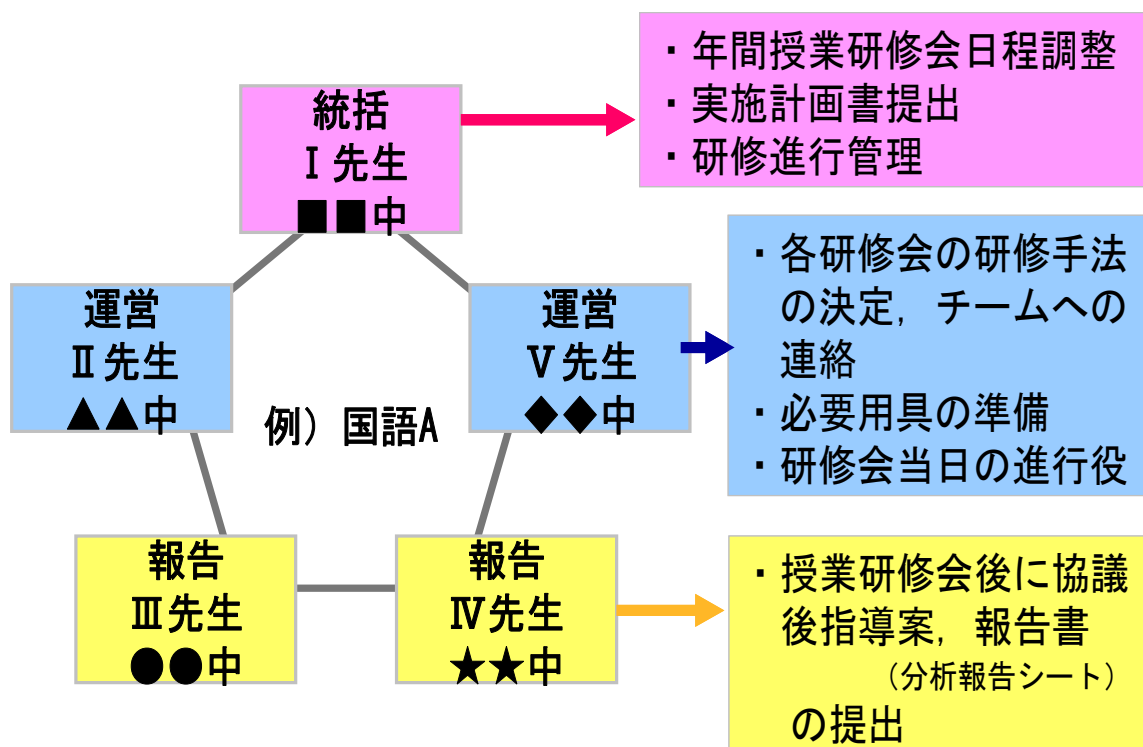 統括
Ⅰ先生
■■中
・年間授業研修会日程調整
・実施計画書提出
・研修進行管理
運営
Ⅱ先生
▲▲中
運営
Ⅴ先生
◆◆中
・各研修会の研修手法
の決定，チームへの
連絡
・必要用具の準備
・研修会当日の進行役
例）国語A
報告
Ⅲ先生
●●中
報告
Ⅳ先生
★★中
・授業研修会後に協議
後指導案，報告書
（分析報告シート）
の提出